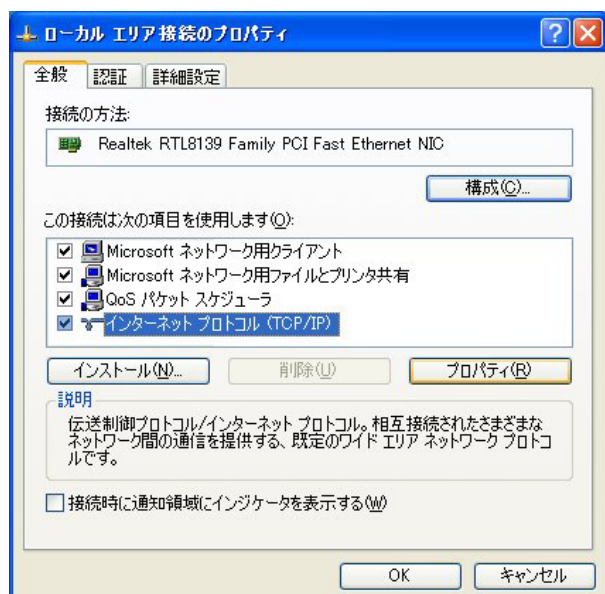 ローカル エリア接続のプロパティ
全般 認証 詳細設定
接続の方法:
Realtek RTL8139 Family PCI Fast Ethernet NIC
構成(C)...
この接続は次の項目を使用します(O):
Microsoft ネットワーク用クライアント
Microsoft ネットワーク用ファイルとプリンタ共有
QoS パケット スケジューラ
インターネット プロトコル (TCP/IP)
インストール(N)... 削除(U) プロパティ(R)
説明
伝送制御プロトコル/インターネット プロトコル。相互接続されたさまざまな
ネットワーク間の通信を提供する、既定のワイド エリア ネットワーク プロトコ
ルです。
接続時に通知領域にインジケータを表示する(W)
OK キャンセル